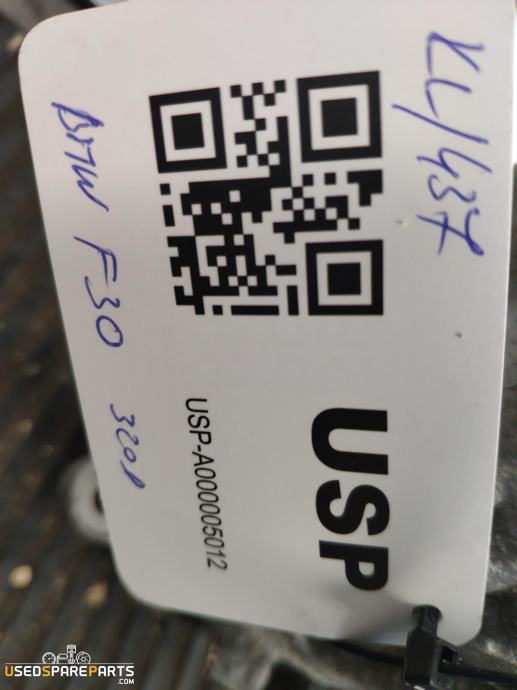 KL/437
USP
USP-A000005012
BMW F30 320d
USEDSPAREPARTS
.COM